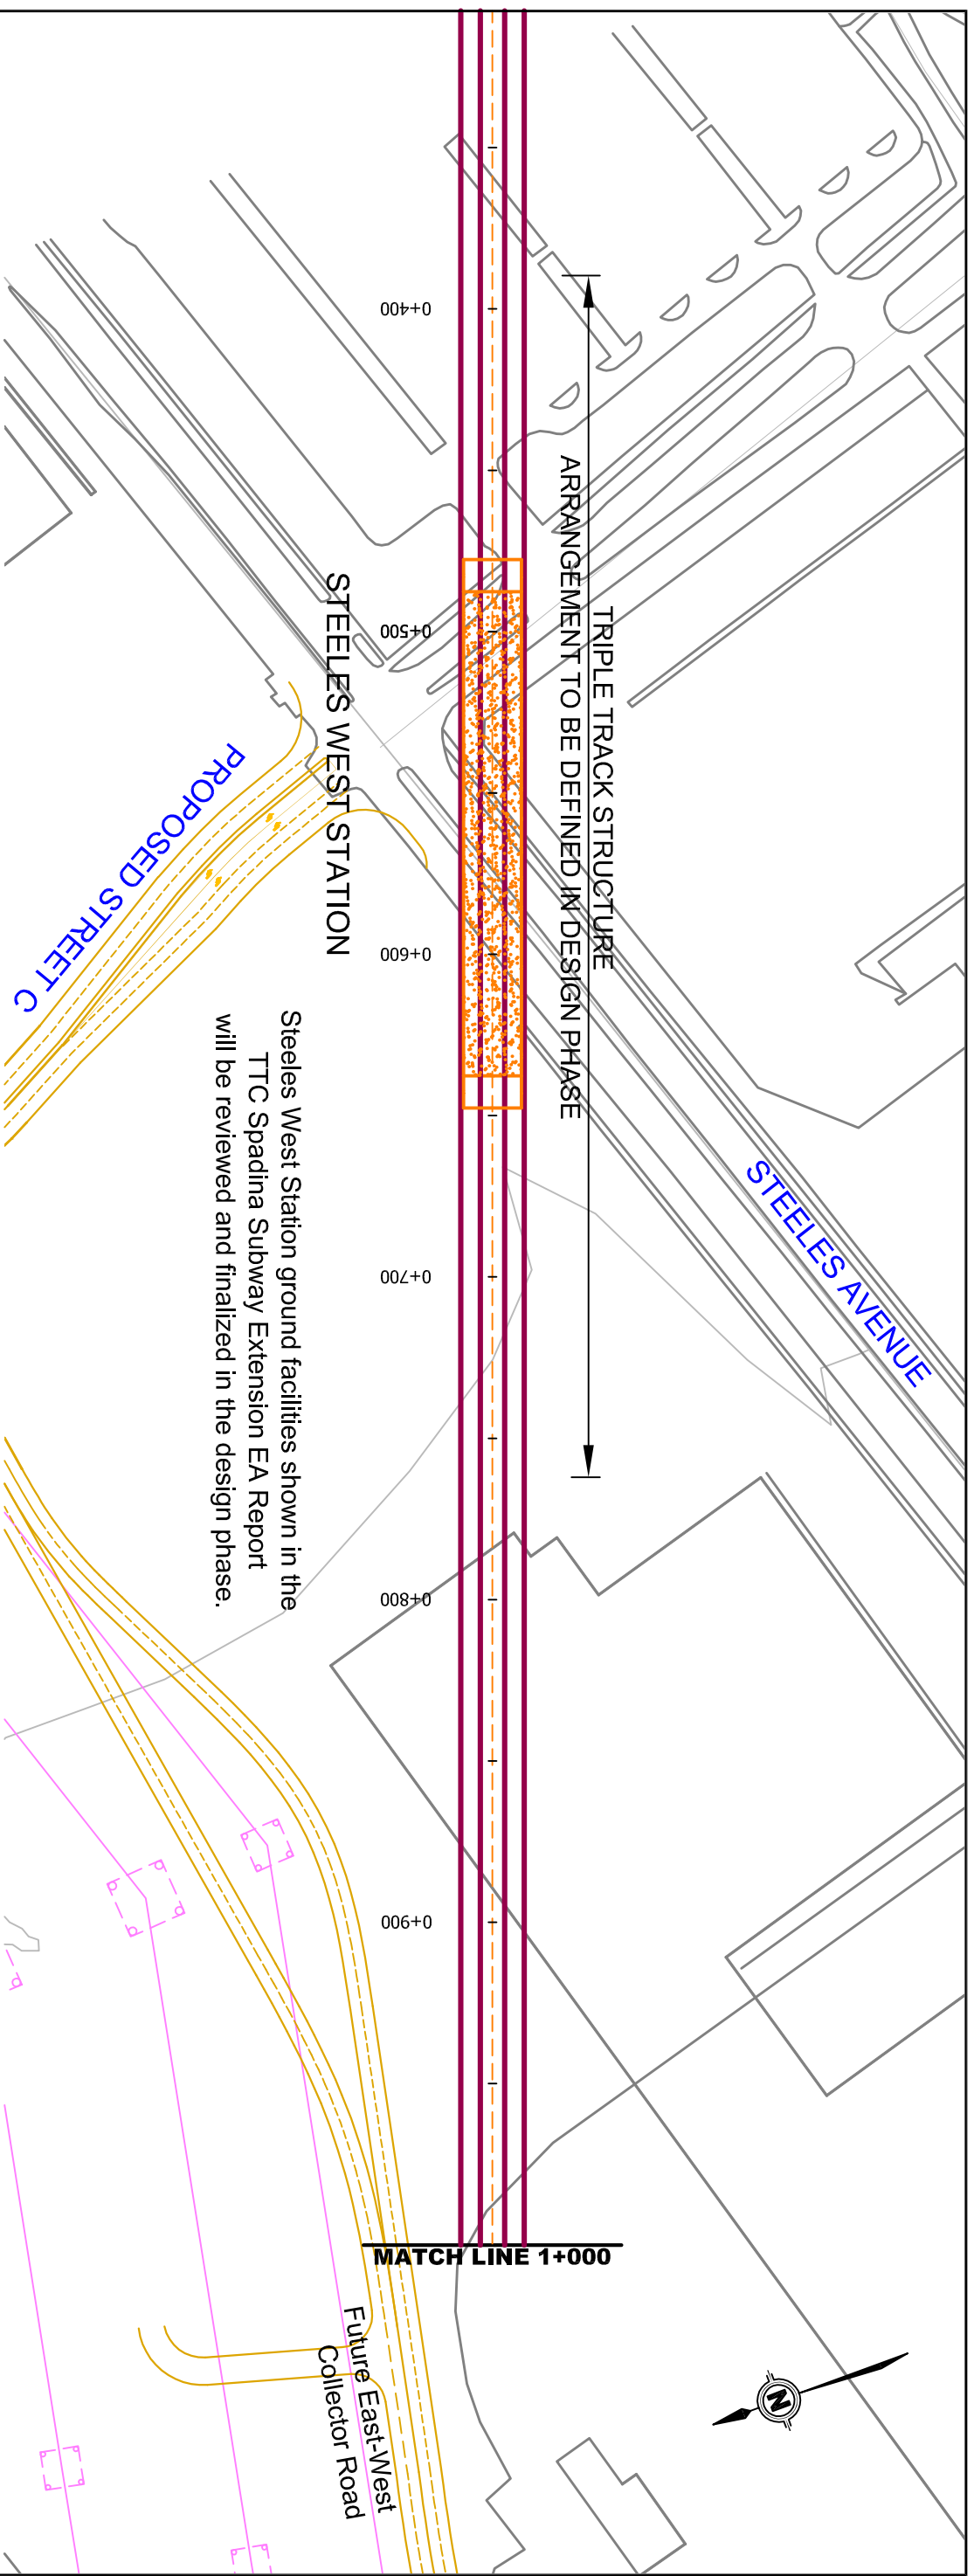 0+400
0+500
0+600
0+700
0+800
0+900
TRIPLE TRACK STRUCTURE
ARRANGEMENT TO BE DEFINED IN DESIGN PHASE
STEELES WEST STATION
PROPOSED STREET C
STEELES AVENUE
Steeles West Station ground facilities shown in the
TTC Spadina Subway Extension EA Report
will be reviewed and finalized in the design phase.
MATCH LINE 1+000
Future East-West
Collector Road
N